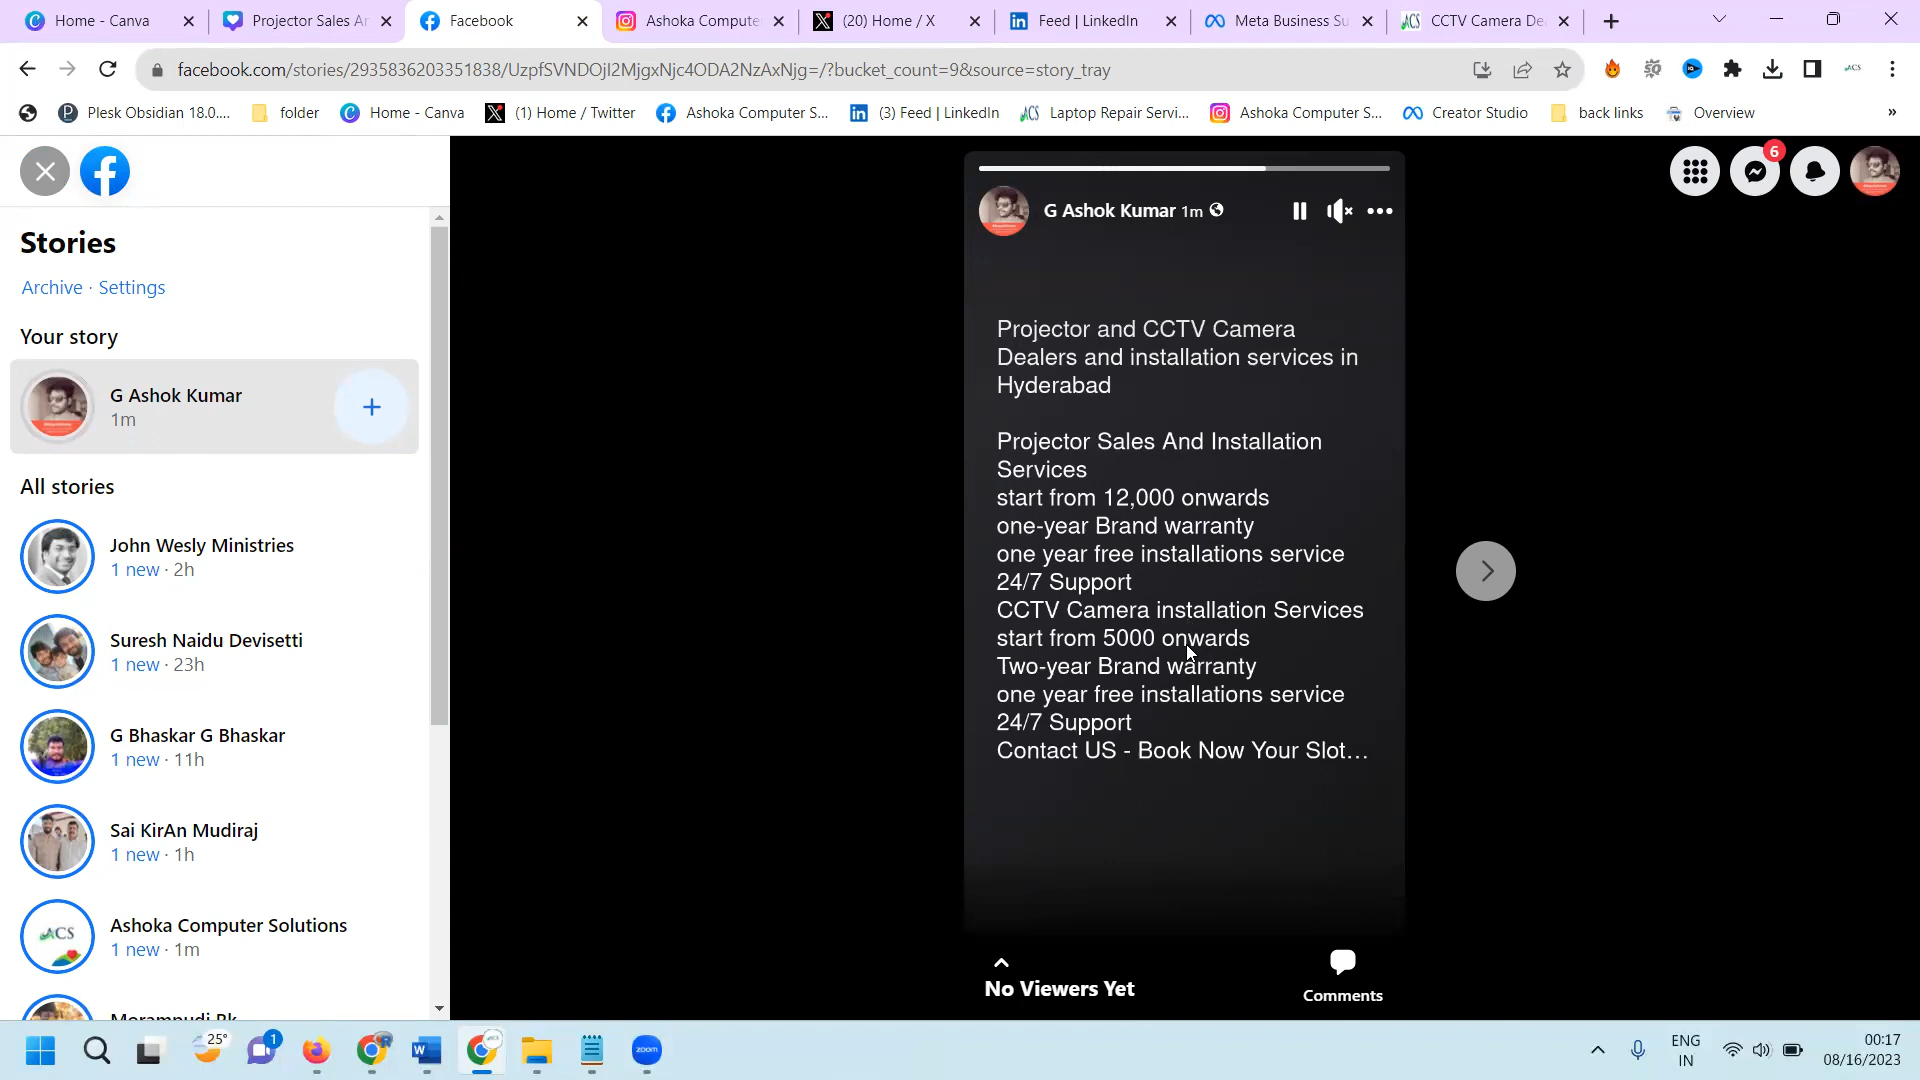 Home - Canva
Projector Sales Ar
Facebook
Ashoka Compute
(20) Home / X
Feed | LinkedIn
Meta Business Su
CCTV Camera De
facebook.com/stories/2935836203351838/UzpfSVNDOjI2MjgxNjc4ODA2NzAxNjg=/?bucket_count=9&source=story_tray
Plesk Obsidian 18.0....
folder
Home - Canva
(1) Home / Twitter
Ashoka Computer S...
(3) Feed | LinkedIn
Laptop Repair Servi...
Ashoka Computer S...
Creator Studio
back links
Overview
»
6
Stories
Archive · Settings
Your story
G Ashok Kumar
1m
All stories
John Wesly Ministries
1 new · 2h
Suresh Naidu Devisetti
1 new · 23h
G Bhaskar G Bhaskar
1 new · 11h
Sai KirAn Mudiraj
1 new · 1h
ACS
Ashoka Computer Solutions
1 new · 1m
G Ashok Kumar 1m
Projector and CCTV Camera
Dealers and installation services in
Hyderabad
Projector Sales And Installation
Services
start from 12,000 onwards
one-year Brand warranty
one year free installations service
24/7 Support
CCTV Camera installation Services
start from 5000 onwards
Two-year Brand warranty
one year free installations service
24/7 Support
Contact US - Book Now Your Slot…
No Viewers Yet
Comments
25°
1
zoom
ENG
IN
00:17
08/16/2023